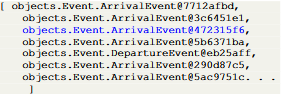 [ objects.Event.ArrivalEvent@7712afbd,
objects.Event.ArrivalEvent@3c6451e1,
objects.Event.ArrivalEvent@472315f6,
objects.Event.ArrivalEvent@5b6371ba,
objects.Event.DepartureEvent@eb25aff,
objects.Event.ArrivalEvent@290d87c5,
objects.Event.ArrivalEvent@5ac9751c. . .
]